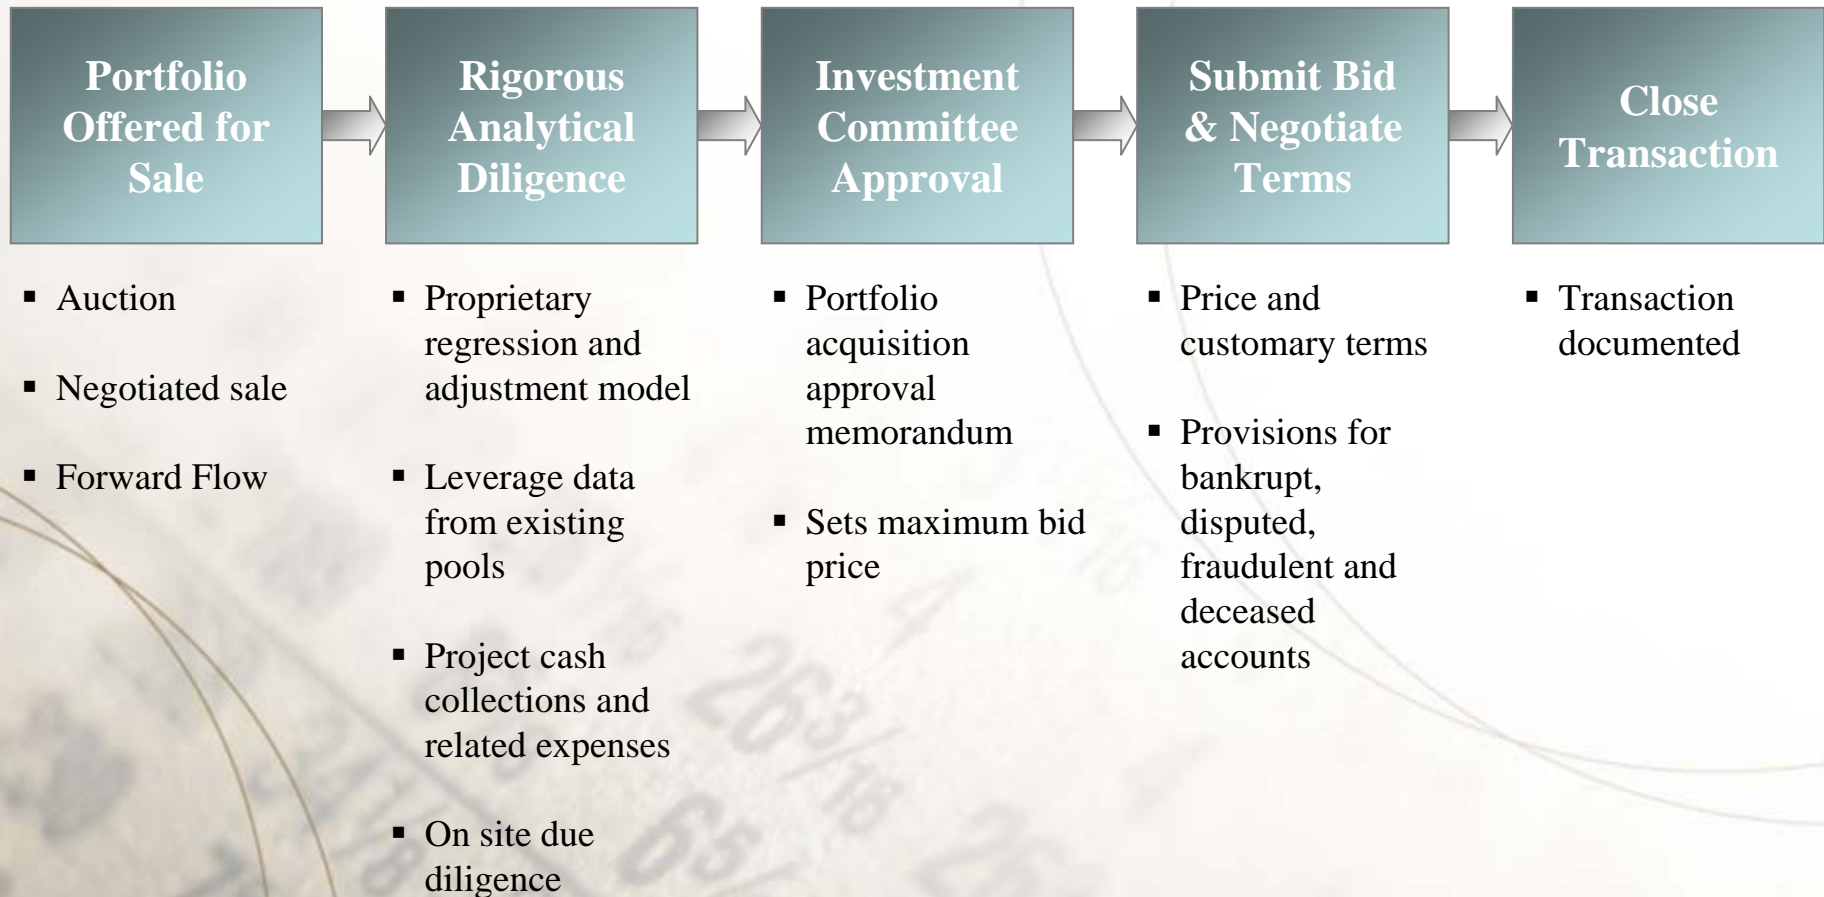 Portfolio
Offered for
Sale
Rigorous
Analytical
Diligence
Investment
Committee
Approval
Submit Bid
& Negotiate
Terms
Close
Transaction
▪ Auction
▪ Negotiated sale
▪ Forward Flow
▪ Proprietary
regression and
adjustment model
▪ Leverage data
from existing
pools
▪ Project cash
collections and
related expenses
▪ On site due
diligence
▪ Portfolio
acquisition
approval
memorandum
▪ Sets maximum bid
price
▪ Price and
customary terms
▪ Provisions for
bankrupt,
disputed,
fraudulent and
deceased
accounts
▪ Transaction
documented